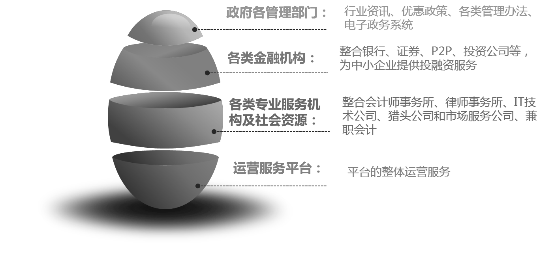 政府各管理部门：
行业资讯、优惠政策、各类管理办法、
电子政务系统
各类金融机构：
整合银行、证券、P2P、投资公司等，
为中小企业提供投融资服务
各类专业服务机
构及社会资源：
整合会计师事务所、律师事务所、IT技
术公司、猎头公司和市场服务公司、兼
职会计
运营服务平台：
平台的整体运营服务